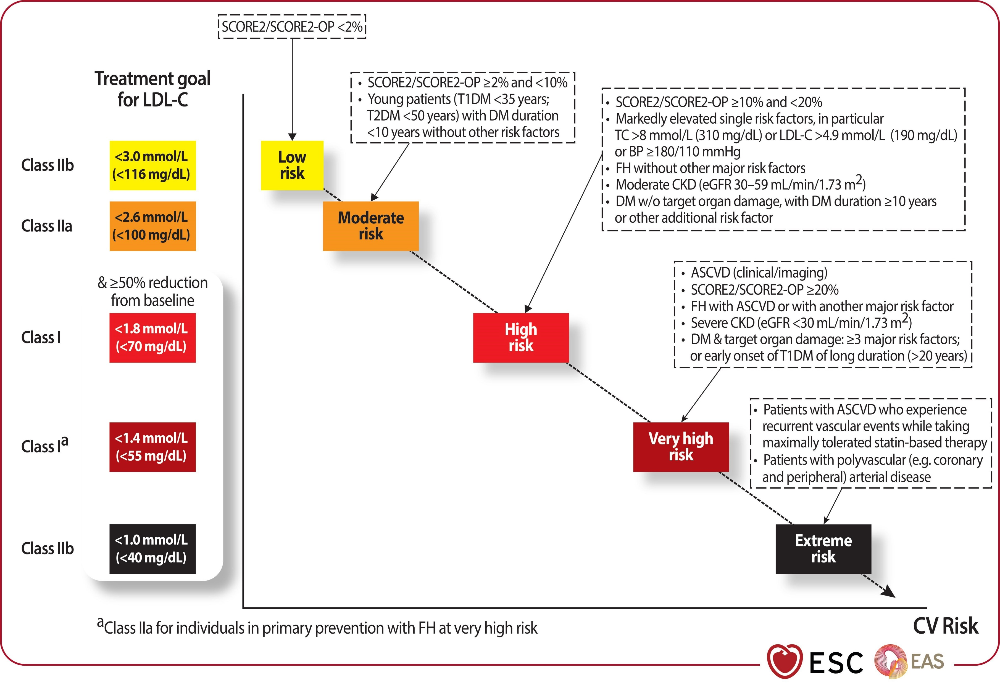 SCORE2/SCORE2-OP <2%
Treatment goal
for LDL-C
• SCORE2/SCORE2-OP ≥2% and <10%
• Young patients (T1DM <35 years;
T2DM <50 years) with DM duration
<10 years without other risk factors
• SCORE2/SCORE2-OP ≥10% and <20%
• Markedly elevated single risk factors, in particular
TC >8 mmol/L (310 mg/dL) or LDL-C >4.9 mmol/L (190 mg/dL)
or BP ≥180/110 mmHg
• FH without other major risk factors
• Moderate CKD (eGFR 30–59 mL/min/1.73 m²)
• DM w/o target organ damage, with DM duration ≥10 years
or other additional risk factor
Class IIb
<3.0 mmol/L
(<116 mg/dL)
Low
risk
Class IIa
<2.6 mmol/L
(<100 mg/dL)
Moderate
risk
& ≥50% reduction
from baseline
Class I
<1.8 mmol/L
(<70 mg/dL)
High
risk
• ASCVD (clinical/imaging)
• SCORE2/SCORE2-OP ≥20%
• FH with ASCVD or with another major risk factor
• Severe CKD (eGFR <30 mL/min/1.73 m²)
• DM & target organ damage: ≥3 major risk factors;
or early onset of T1DM of long duration (>20 years)
Class Iᵃ
<1.4 mmol/L
(<55 mg/dL)
Very high
risk
• Patients with ASCVD who experience
recurrent vascular events while taking
maximally tolerated statin-based therapy
• Patients with polyvascular (e.g. coronary
and peripheral) arterial disease
Class IIb
<1.0 mmol/L
(<40 mg/dL)
Extreme
risk
ᵃClass IIa for individuals in primary prevention with FH at very high risk
CV Risk
ESC
EAS